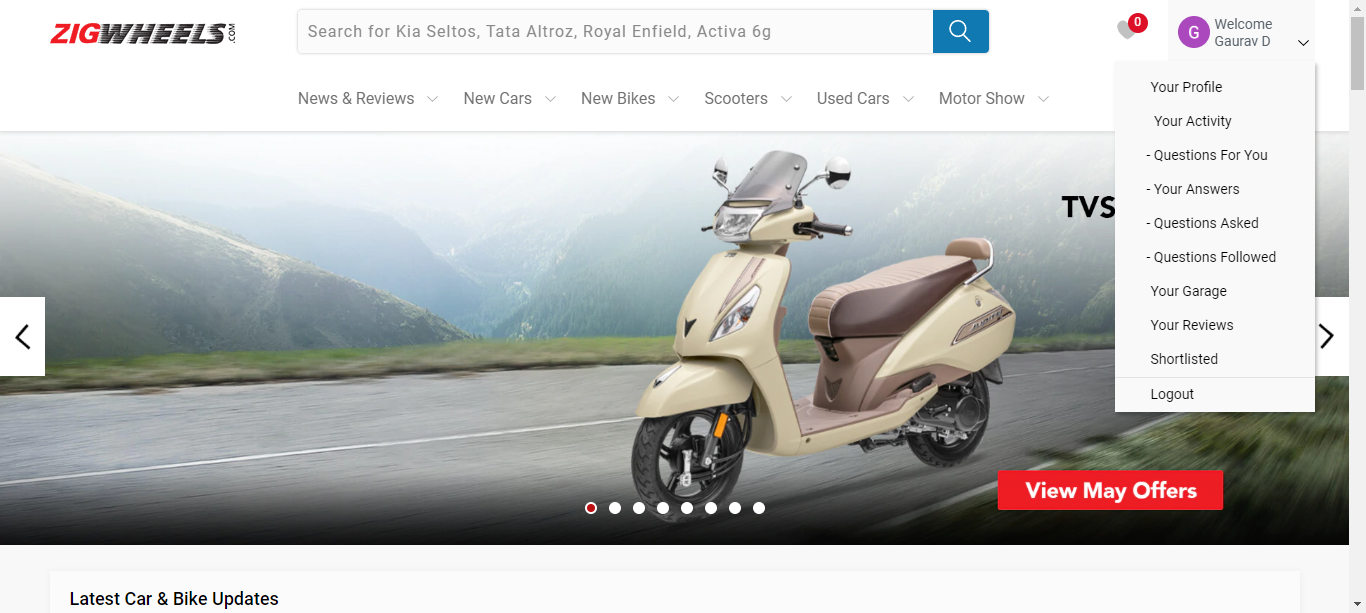 ZIGWHEELS.COM
Search for Kia Seltos, Tata Altroz, Royal Enfield, Activa 6g
0
G
Welcome
Gaurav D
News & Reviews
New Cars
New Bikes
Scooters
Used Cars
Motor Show
Your Profile
Your Activity
- Questions For You
- Your Answers
- Questions Asked
- Questions Followed
Your Garage
Your Reviews
Shortlisted
Logout
TVS
View May Offers
Latest Car & Bike Updates